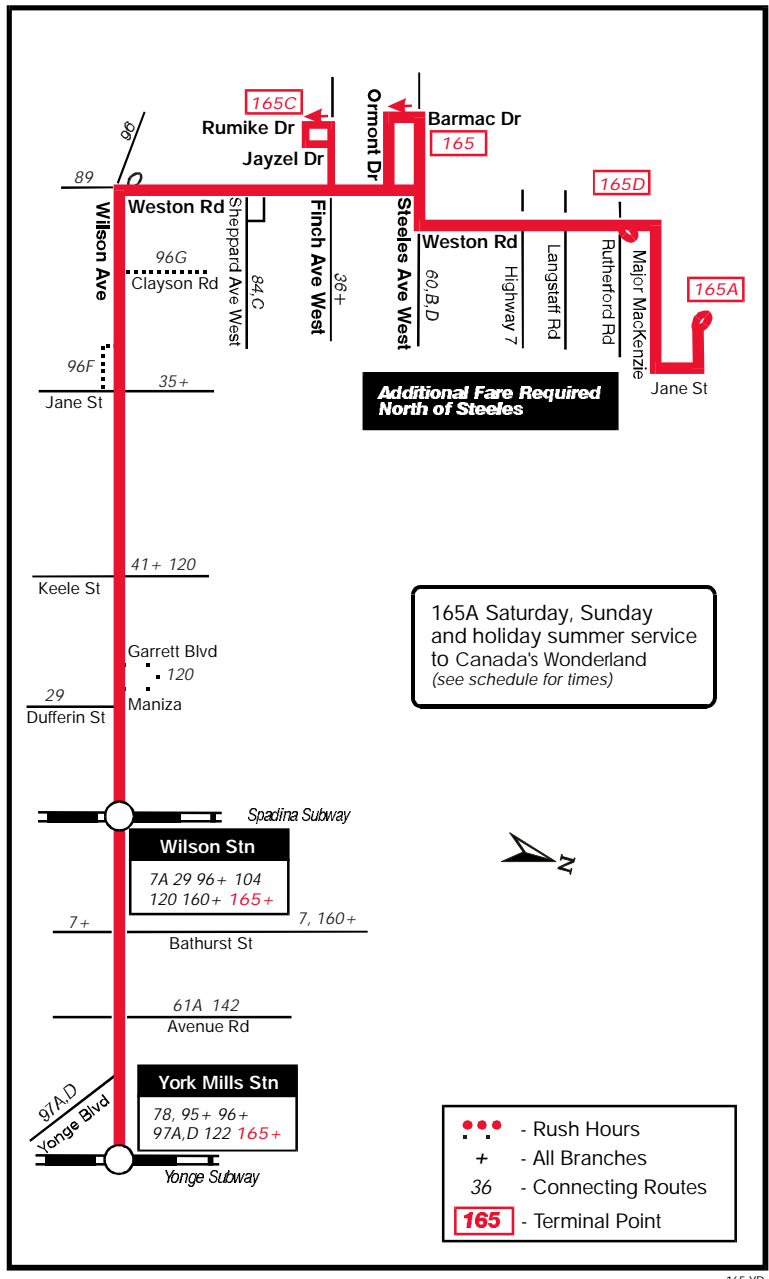 165C
165
165D
165A
Rumike Dr
Jayzel Dr
Ormont Dr
Barmac Dr
96
89
Weston Rd
Weston Rd
Wilson Ave
Sheppard Ave West
84,C
Finch Ave West
36+
Steeles Ave West
60,B,D
Highway 7
Langstaff Rd
Rutherford Rd
Major MacKenzie
Jane St
96G
Clayson Rd
96F
35+
Jane St
Additional Fare Required
North of Steeles
41+ 120
Keele St
165A Saturday, Sunday
and holiday summer service
to Canada's Wonderland
(see schedule for times)
Garrett Blvd
120
Maniza
29
Dufferin St
Spadina Subway
Wilson Stn
7A 29 96+ 104
120 160+ 165+
N
7+
7, 160+
Bathurst St
61A 142
Avenue Rd
97A,D
Yonge Blvd
York Mills Stn
78, 95+ 96+
97A,D 122 165+
Yonge Subway
- Rush Hours
+ - All Branches
36 - Connecting Routes
165 - Terminal Point